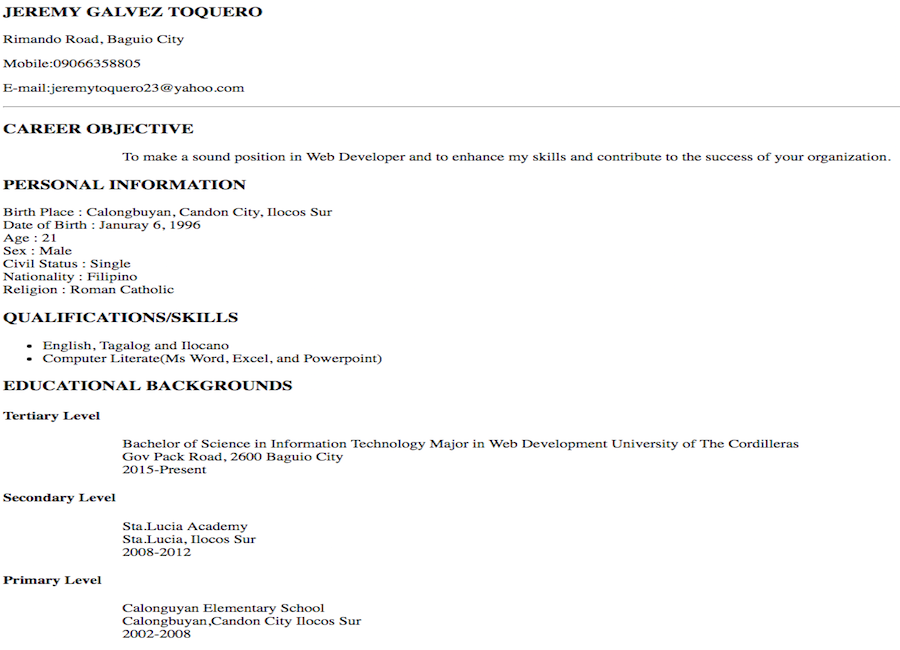 JEREMY GALVEZ TOQUERO
Rimando Road, Baguio City
Mobile:09066358805
E-mail:jeremytoquero23@yahoo.com
CAREER OBJECTIVE
To make a sound position in Web Developer and to enhance my skills and contribute to the success of your organization.
PERSONAL INFORMATION
Birth Place : Calongbuyan, Candon City, Ilocos Sur
Date of Birth : Januray 6, 1996
Age : 21
Sex : Male
Civil Status : Single
Nationality : Filipino
Religion : Roman Catholic
QUALIFICATIONS/SKILLS
• English, Tagalog and Ilocano
• Computer Literate(Ms Word, Excel, and Powerpoint)
EDUCATIONAL BACKGROUNDS
Tertiary Level
Bachelor of Science in Information Technology Major in Web Development University of The Cordilleras
Gov Pack Road, 2600 Baguio City
2015-Present
Secondary Level
Sta.Lucia Academy
Sta.Lucia, Ilocos Sur
2008-2012
Primary Level
Calonguyan Elementary School
Calongbuyan,Candon City Ilocos Sur
2002-2008